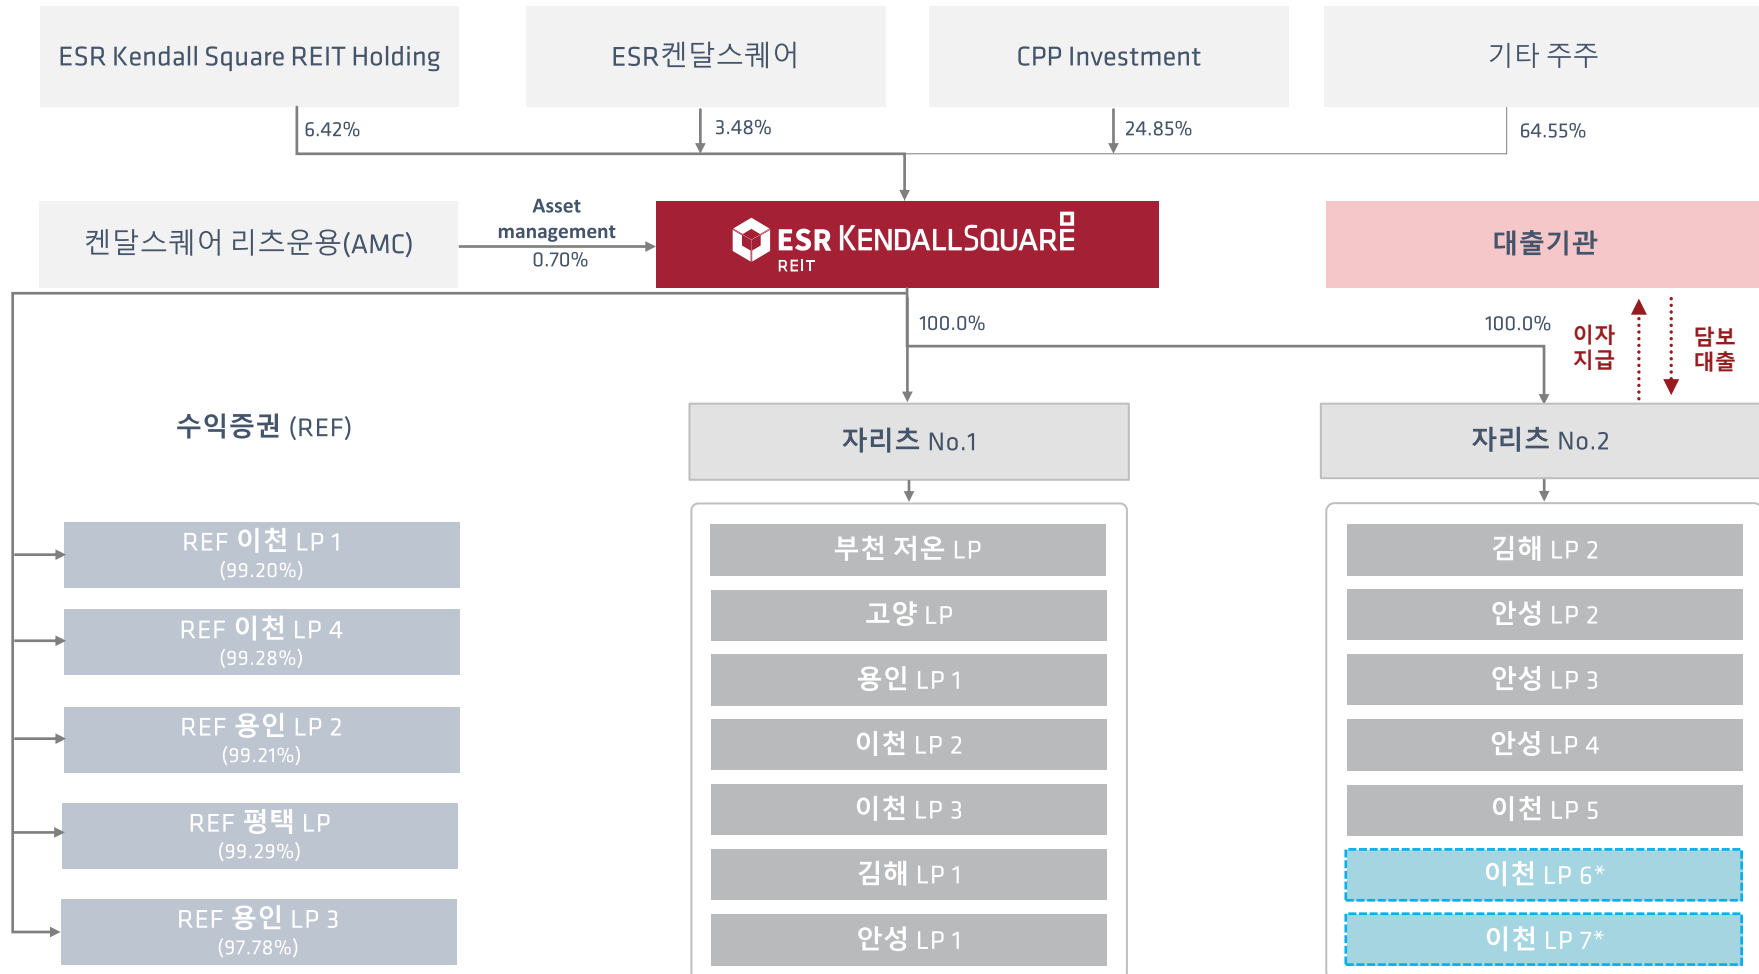 ESR Kendall Square REIT Holding
ESR켄달스퀘어
CPP Investment
기타 주주
6.42%
3.48%
24.85%
64.55%
켄달스퀘어 리츠운용(AMC)
Asset
management
0.70%
ESR KENDALLSQUARE
REIT
대출기관
100.0%
100.0%
이자
지급
담보
대출
수익증권 (REF)
자리츠 No.1
자리츠 No.2
REF 이천 LP 1
(99.20%)
REF 이천 LP 4
(99.28%)
REF 용인 LP 2
(99.21%)
REF 평택 LP
(99.29%)
REF 용인 LP 3
(97.78%)
부천 저온 LP
고양 LP
용인 LP 1
이천 LP 2
이천 LP 3
김해 LP 1
안성 LP 1
김해 LP 2
안성 LP 2
안성 LP 3
안성 LP 4
이천 LP 5
이천 LP 6*
이천 LP 7*